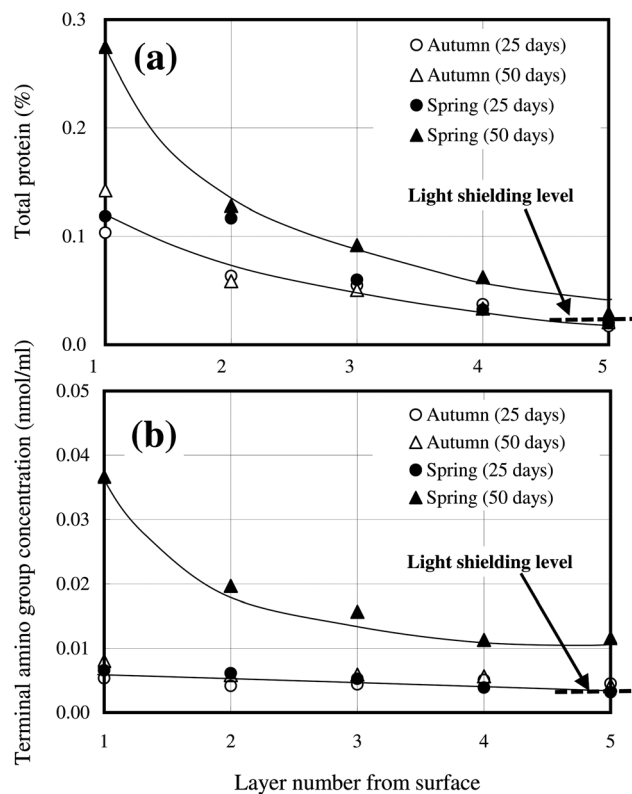 0.3
(a)
Autumn (25 days)
Autumn (50 days)
Spring (25 days)
Spring (50 days)
0.2
Total protein (%)
Light shielding level
0.1
0.0
1 2 3 4 5
0.05
(b)
Autumn (25 days)
Autumn (50 days)
Spring (25 days)
Spring (50 days)
0.04
Terminal amino group concentration (nmol/ml)
0.03
Light shielding level
0.02
0.01
0.00
1 2 3 4 5
Layer number from surface